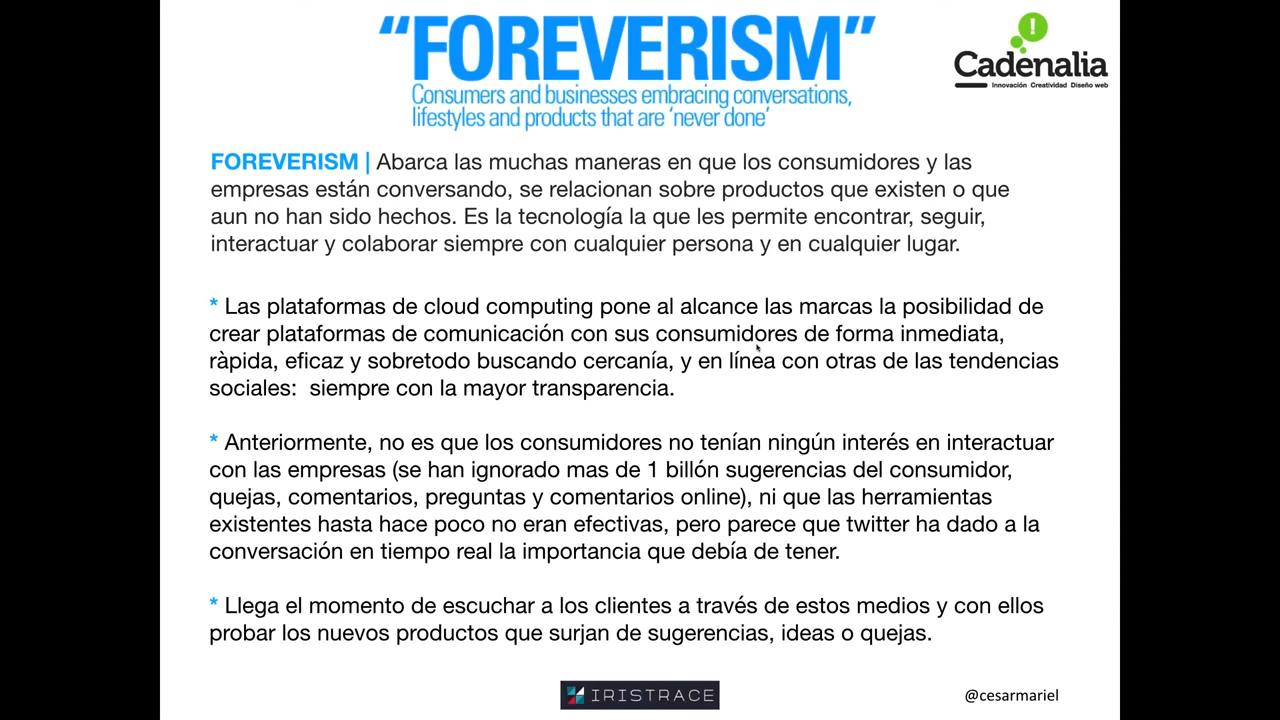 “FOREVERISM”
Consumers and businesses embracing conversations,
lifestyles and products that are ‘never done’
Cadenalia
Innovación Creatividad Diseño web
FOREVERISM | Abarca las muchas maneras en que los consumidores y las
empresas están conversando, se relacionan sobre productos que existen o que
aun no han sido hechos. Es la tecnología la que les permite encontrar, seguir,
interactuar y colaborar siempre con cualquier persona y en cualquier lugar.
* Las plataformas de cloud computing pone al alcance las marcas la posibilidad de
crear plataformas de comunicación con sus consumidores de forma inmediata,
ràpida, eficaz y sobretodo buscando cercanía, y en línea con otras de las tendencias
sociales:  siempre con la mayor transparencia.
* Anteriormente, no es que los consumidores no tenían ningún interés en interactuar
con las empresas (se han ignorado mas de 1 billón sugerencias del consumidor,
quejas, comentarios, preguntas y comentarios online), ni que las herramientas
existentes hasta hace poco no eran efectivas, pero parece que twitter ha dado a la
conversación en tiempo real la importancia que debía de tener.
* Llega el momento de escuchar a los clientes a través de estos medios y con ellos
probar los nuevos productos que surjan de sugerencias, ideas o quejas.
IRISTRACE
@cesarmariel